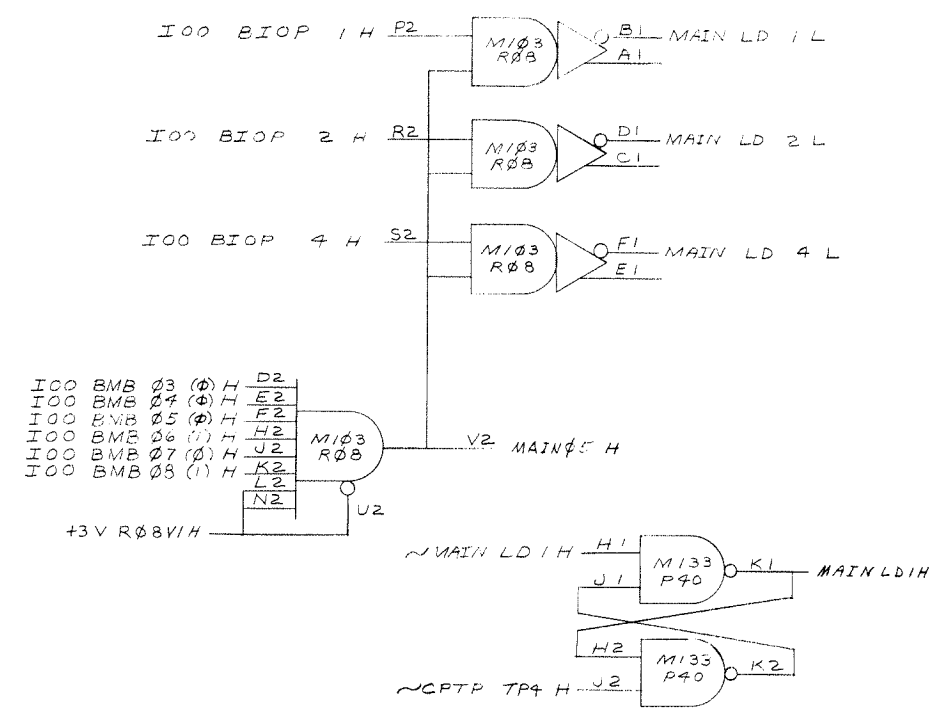 IOO BIOP 1 H P2 M1Ø3 RØ8 B1 MAIN LD 1 L
A1
IOO BIOP 2 H R2 M1Ø3 RØ8 D1 MAIN LD 2 L
C1
IOO BIOP 4 H S2 M1Ø3 RØ8 F1 MAIN LD 4 L
E1
IOO BMB Ø3 (Ø) H D2
IOO BMB Ø4 (Ø) H E2
IOO BMB Ø5 (Ø) H F2
IOO BMB Ø6 (1) H H2
IOO BMB Ø7 (Ø) H J2
IOO BMB Ø8 (1) H K2
L2
N2
M1Ø3 RØ8
V2 MAINØ5 H
U2
+3V RØ8V1H
~MAIN LD 1 H H1 M133 P40 K1 MAINLD1H
J1
H2 M133 P40 K2
~CPTP TP4 H J2